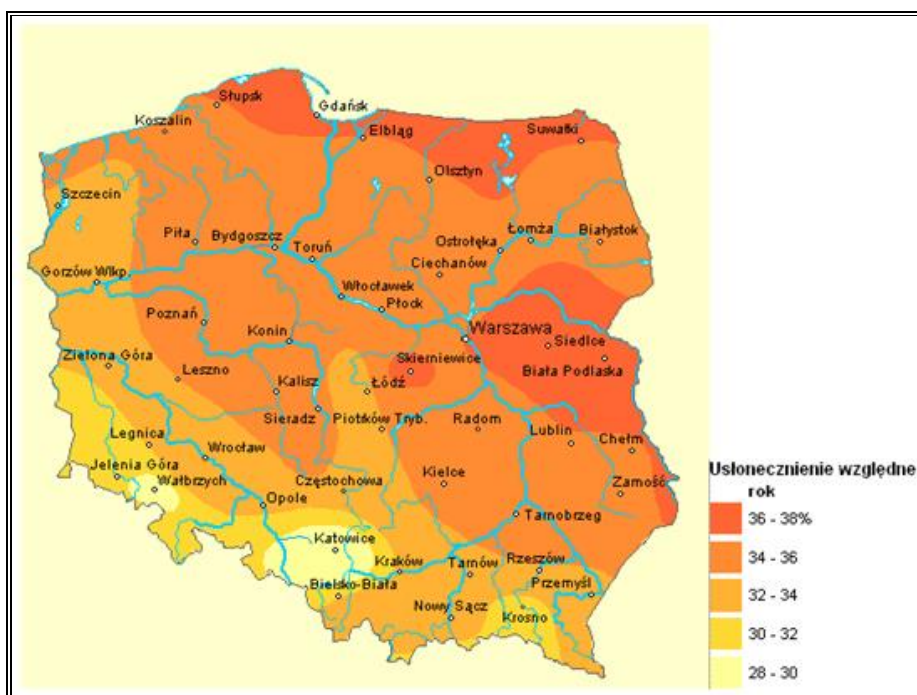 Słupsk
Gdańsk
Koszalin
Elbląg
Suwałki
Olsztyn
Szczecin
Piła
Bydgoszcz
Toruń
Ostrołęka
Łomża
Białystok
Ciechanów
Gorzów Wlkp.
Włocławek
Płock
Poznań
Konin
Warszawa
Siedlce
Skierniewice
Biała Podlaska
Zielona Góra
Leszno
Kalisz
Łódź
Sieradz
Piotrków Tryb.
Radom
Lublin
Chełm
Legnica
Wrocław
Jelenia Góra
Wałbrzych
Kielce
Zamość
Opole
Częstochowa
Tarnobrzeg
Katowice
Kraków
Tarnów
Rzeszów
Przemyśl
Bielsko-Biała
Nowy Sącz
Krosno
Usłonecznienie względne
rok
36 - 38%
34 - 36
32 - 34
30 - 32
28 - 30